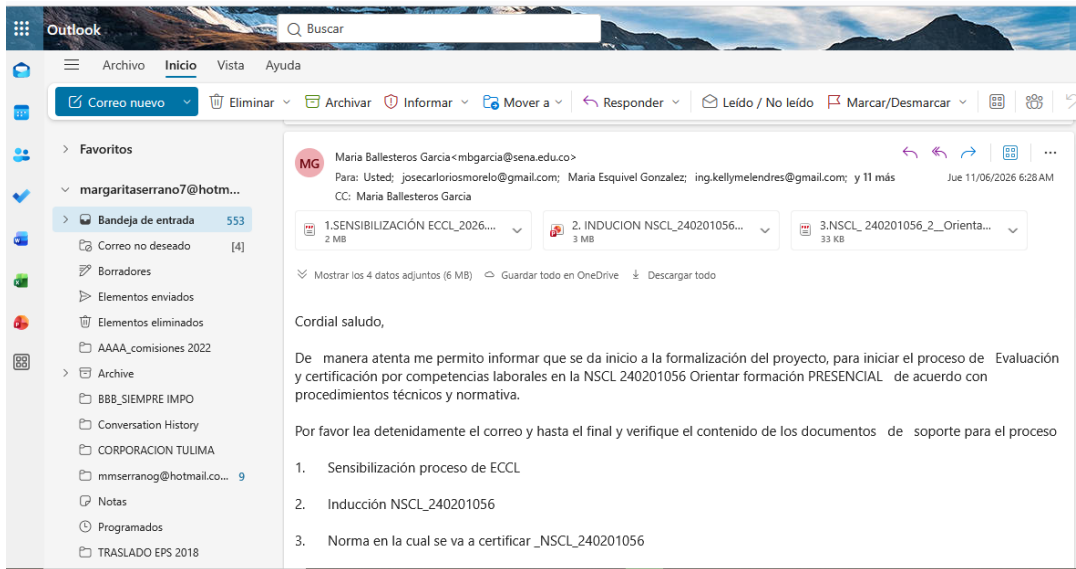 Outlook
Buscar
Archivo Inicio Vista Ayuda
Correo nuevo Eliminar Archivar Informar Mover a Responder Leído / No leído Marcar/Desmarcar
Favoritos
margaritaserrano7@hotm...
Bandeja de entrada 553
Correo no deseado [4]
Borradores
Elementos enviados
Elementos eliminados
AAAA_comisiones 2022
Archive
BBB_SIEMPRE IMPO
Conversation History
CORPORACION TULIMA
mmserranog@hotmail.co... 9
Notas
Programados
TRASLADO EPS 2018
MG
Maria Ballesteros Garcia<mbgarcia@sena.edu.co>
Para: Usted; josecarloriosmorelo@gmail.com; Maria Esquivel Gonzalez; ing.kellymelendres@gmail.com; y 11 más
Jue 11/06/2026 6:28 AM
CC: Maria Ballesteros Garcia
1.SENSIBILIZACIÓN ECCL_2026....
2 MB
2. INDUCION NSCL_240201056...
3 MB
3.NSCL_ 240201056_2__Orienta...
33 KB
Mostrar los 4 datos adjuntos (6 MB) Guardar todo en OneDrive Descargar todo
Cordial saludo,
De manera atenta me permito informar que se da inicio a la formalización del proyecto, para iniciar el proceso de Evaluación
y certificación por competencias laborales en la NSCL 240201056 Orientar formación PRESENCIAL de acuerdo con
procedimientos técnicos y normativa.
Por favor lea detenidamente el correo y hasta el final y verifique el contenido de los documentos de soporte para el proceso
1. Sensibilización proceso de ECCL
2. Inducción NSCL_240201056
3. Norma en la cual se va a certificar _NSCL_240201056